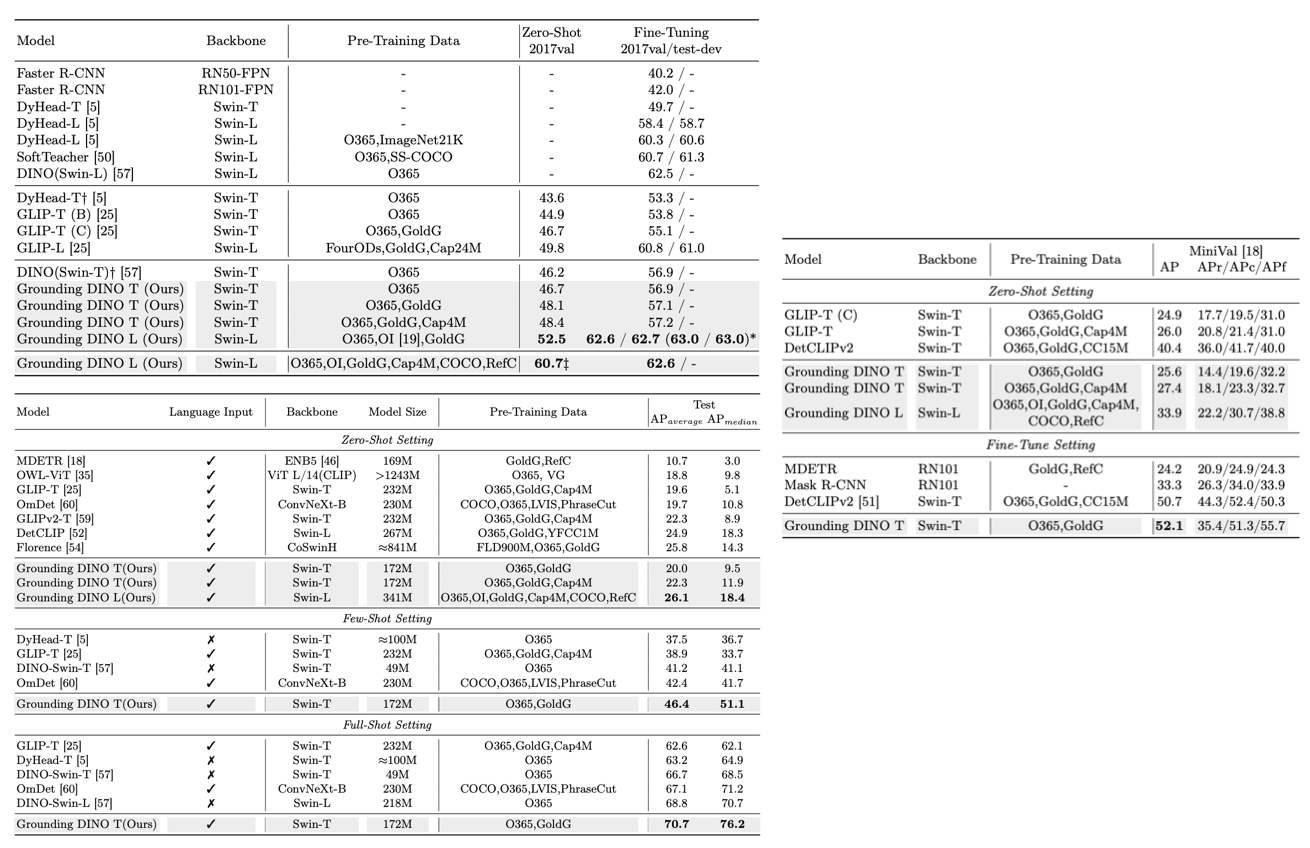 Model Backbone Pre-Training Data Zero-Shot Fine-Tuning
2017val 2017val/test-dev
Faster R-CNN RN50-FPN - - 40.2 / -
Faster R-CNN RN101-FPN - - 42.0 / -
DyHead-T [5] Swin-T - - 49.7 / -
DyHead-L [5] Swin-L - - 58.4 / 58.7
DyHead-L [5] Swin-L O365,ImageNet21K - 60.3 / 60.6
SoftTeacher [50] Swin-L O365,SS-COCO - 60.7 / 61.3
DINO(Swin-L) [57] Swin-L O365 - 62.5 / -
DyHead-T† [5] Swin-T O365 43.6 53.3 / -
GLIP-T (B) [25] Swin-T O365 44.9 53.8 / -
GLIP-T (C) [25] Swin-T O365,GoldG 46.7 55.1 / -
GLIP-L [25] Swin-L FourODs,GoldG,Cap24M 49.8 60.8 / 61.0
DINO(Swin-T)† [57] Swin-T O365 46.2 56.9 / -
Grounding DINO T (Ours) Swin-T O365 46.7 56.9 / -
Grounding DINO T (Ours) Swin-T O365,GoldG 48.1 57.1 / -
Grounding DINO T (Ours) Swin-T O365,GoldG,Cap4M 48.4 57.2 / -
Grounding DINO L (Ours) Swin-L O365,OI [19],GoldG 52.5 62.6 / 62.7 (63.0 / 63.0)*
Grounding DINO L (Ours) Swin-L O365,OI,GoldG,Cap4M,COCO,RefC 60.7‡ 62.6 / -
Model Language Input Backbone Model Size Pre-Training Data Test
APaverage APmedian
Zero-Shot Setting
MDETR [18] ✓ ENB5 [46] 169M GoldG,RefC 10.7 3.0
OWL-ViT [35] ✓ ViT L/14(CLIP) >1243M O365, VG 18.8 9.8
GLIP-T [25] ✓ Swin-T 232M O365,GoldG,Cap4M 19.6 5.1
OmDet [60] ✓ ConvNeXt-B 230M COCO,O365,LVIS,PhraseCut 19.7 10.8
GLIPv2-T [59] ✓ Swin-T 232M O365,GoldG,Cap4M 22.3 8.9
DetCLIP [52] ✓ Swin-L 267M O365,GoldG,YFCC1M 24.9 18.3
Florence [54] ✓ CoSwinH ≈841M FLD900M,O365,GoldG 25.8 14.3
Grounding DINO T(Ours) ✓ Swin-T 172M O365,GoldG 20.0 9.5
Grounding DINO T(Ours) ✓ Swin-T 172M O365,GoldG,Cap4M 22.3 11.9
Grounding DINO L(Ours) ✓ Swin-L 341M O365,OI,GoldG,Cap4M,COCO,RefC 26.1 18.4
Few-Shot Setting
DyHead-T [5] ✗ Swin-T ≈100M O365 37.5 36.7
GLIP-T [25] ✓ Swin-T 232M O365,GoldG,Cap4M 38.9 33.7
DINO-Swin-T [57] ✗ Swin-T 49M O365 41.2 41.1
OmDet [60] ✓ ConvNeXt-B 230M COCO,O365,LVIS,PhraseCut 42.4 41.7
Grounding DINO T(Ours) ✓ Swin-T 172M O365,GoldG 46.4 51.1
Full-Shot Setting
GLIP-T [25] ✓ Swin-T 232M O365,GoldG,Cap4M 62.6 62.1
DyHead-T [5] ✗ Swin-T ≈100M O365 63.2 64.9
DINO-Swin-T [57] ✗ Swin-T 49M O365 66.7 68.5
OmDet [60] ✓ ConvNeXt-B 230M COCO,O365,LVIS,PhraseCut 67.1 71.2
DINO-Swin-L [57] ✗ Swin-L 218M O365 68.8 70.7
Grounding DINO T(Ours) ✓ Swin-T 172M O365,GoldG 70.7 76.2
Model Backbone Pre-Training Data MiniVal [18]
AP APr/APc/APf
Zero-Shot Setting
GLIP-T (C) Swin-T O365,GoldG 24.9 17.7/19.5/31.0
GLIP-T Swin-T O365,GoldG,Cap4M 26.0 20.8/21.4/31.0
DetCLIPv2 Swin-T O365,GoldG,CC15M 40.4 36.0/41.7/40.0
Grounding DINO T Swin-T O365,GoldG 25.6 14.4/19.6/32.2
Grounding DINO T Swin-T O365,GoldG,Cap4M 27.4 18.1/23.3/32.7
Grounding DINO L Swin-L O365,OI,GoldG,Cap4M, 33.9 22.2/30.7/38.8
COCO,RefC
Fine-Tune Setting
MDETR RN101 GoldG,RefC 24.2 20.9/24.9/24.3
Mask R-CNN RN101 - 33.3 26.3/34.0/33.9
DetCLIPv2 [51] Swin-T O365,GoldG,CC15M 50.7 44.3/52.4/50.3
Grounding DINO T Swin-T O365,GoldG 52.1 35.4/51.3/55.7